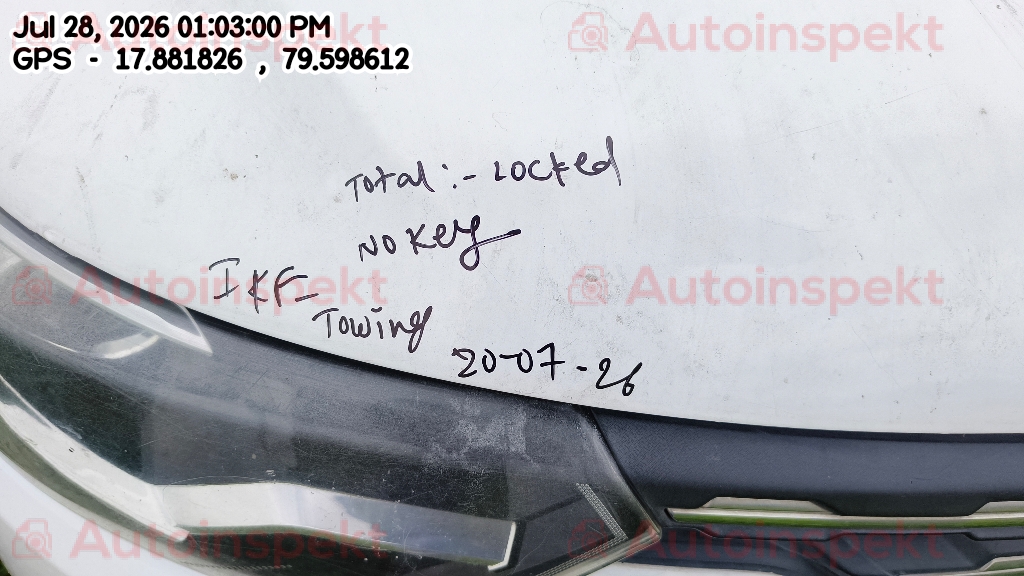 Jul 28, 2026 01:03:00 PM
GPS - 17.881826 , 79.598612
Autoinspekt
Autoinspekt
Total :- Locked
NO Key
IKF
Towing
20-07-26
Autoinspekt
Autoinspekt
Autoinspekt
Autoinspekt